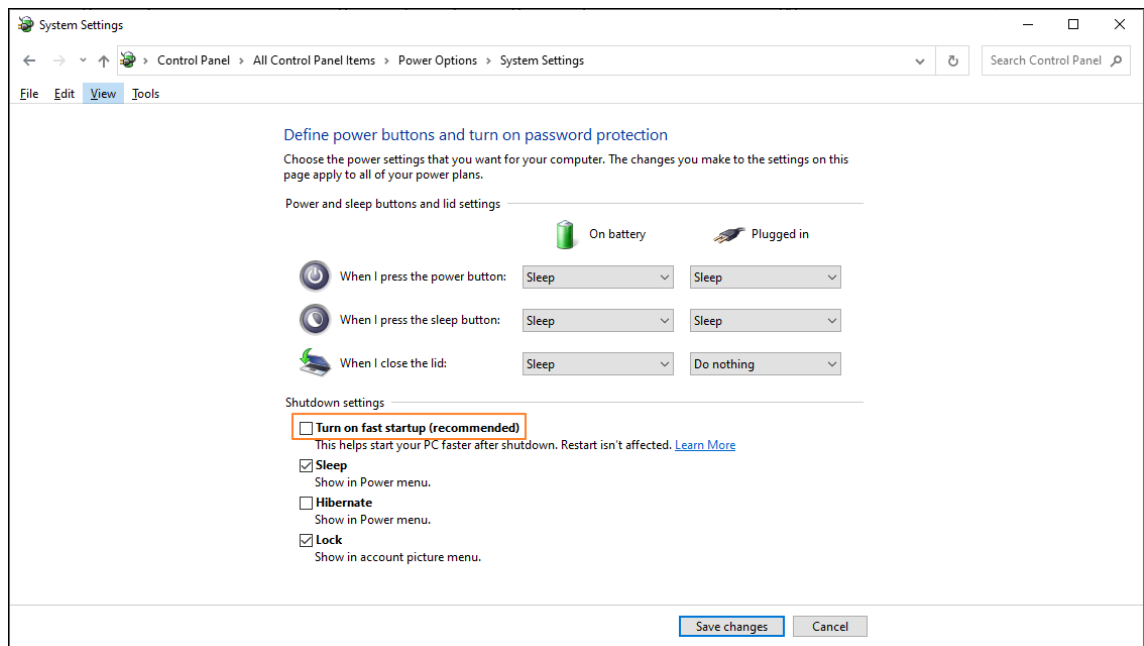 System Settings
Control Panel > All Control Panel Items > Power Options > System Settings
Search Control Panel
File Edit View Tools
Define power buttons and turn on password protection
Choose the power settings that you want for your computer. The changes you make to the settings on this
page apply to all of your power plans.
Power and sleep buttons and lid settings
On battery Plugged in
When I press the power button: Sleep Sleep
When I press the sleep button: Sleep Sleep
When I close the lid: Sleep Do nothing
Shutdown settings
Turn on fast startup (recommended)
This helps start your PC faster after shutdown. Restart isn't affected. Learn More
Sleep
Show in Power menu.
Hibernate
Show in Power menu.
Lock
Show in account picture menu.
Save changes Cancel